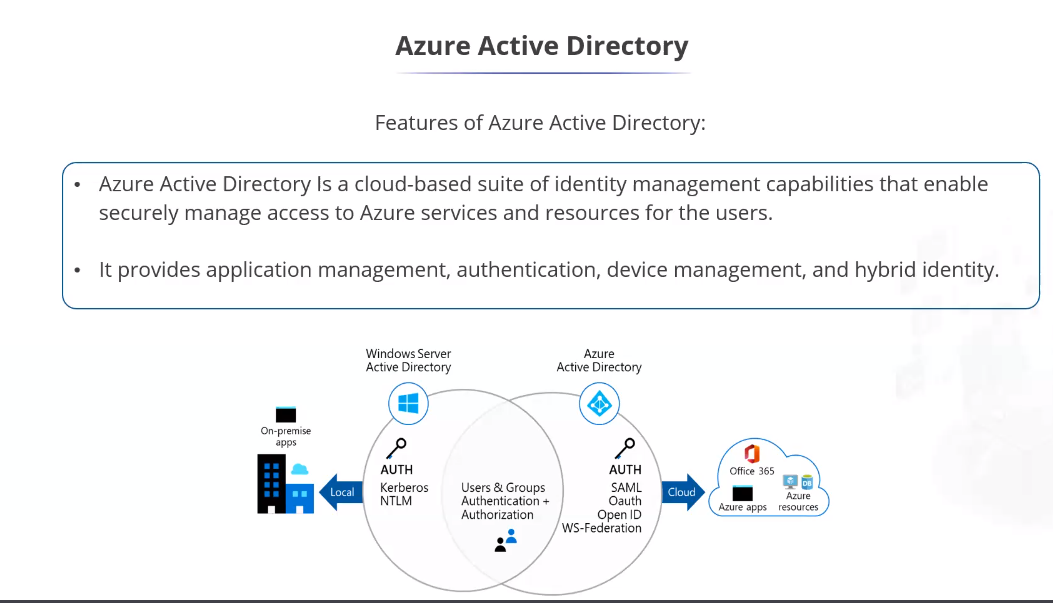 Azure Active Directory
Features of Azure Active Directory:
• Azure Active Directory Is a cloud-based suite of identity management capabilities that enable
securely manage access to Azure services and resources for the users.
• It provides application management, authentication, device management, and hybrid identity.
Windows Server
Active Directory
Azure
Active Directory
On-premise
apps
Local
AUTH
Kerberos
NTLM
Users & Groups
Authentication +
Authorization
AUTH
SAML
Oauth
Open ID
WS-Federation
Cloud
Office 365
Azure apps
Azure
resources
DB